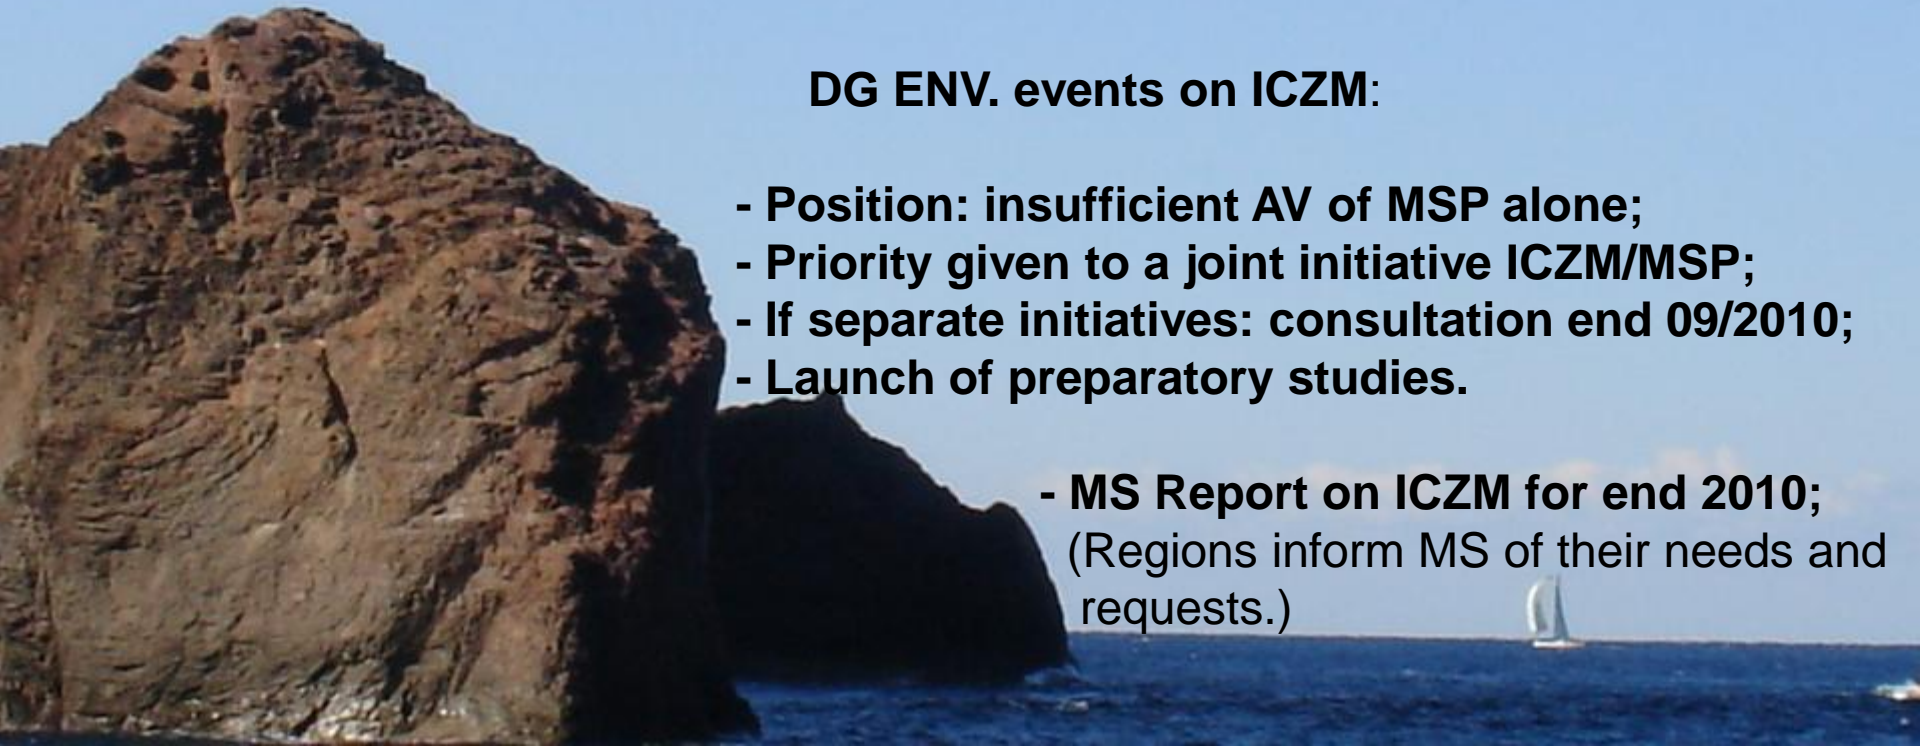 DG ENV. events on ICZM:
- Position: insufficient AV of MSP alone;
- Priority given to a joint initiative ICZM/MSP;
- If separate initiatives: consultation end 09/2010;
- Launch of preparatory studies.
- MS Report on ICZM for end 2010;
(Regions inform MS of their needs and
requests.)